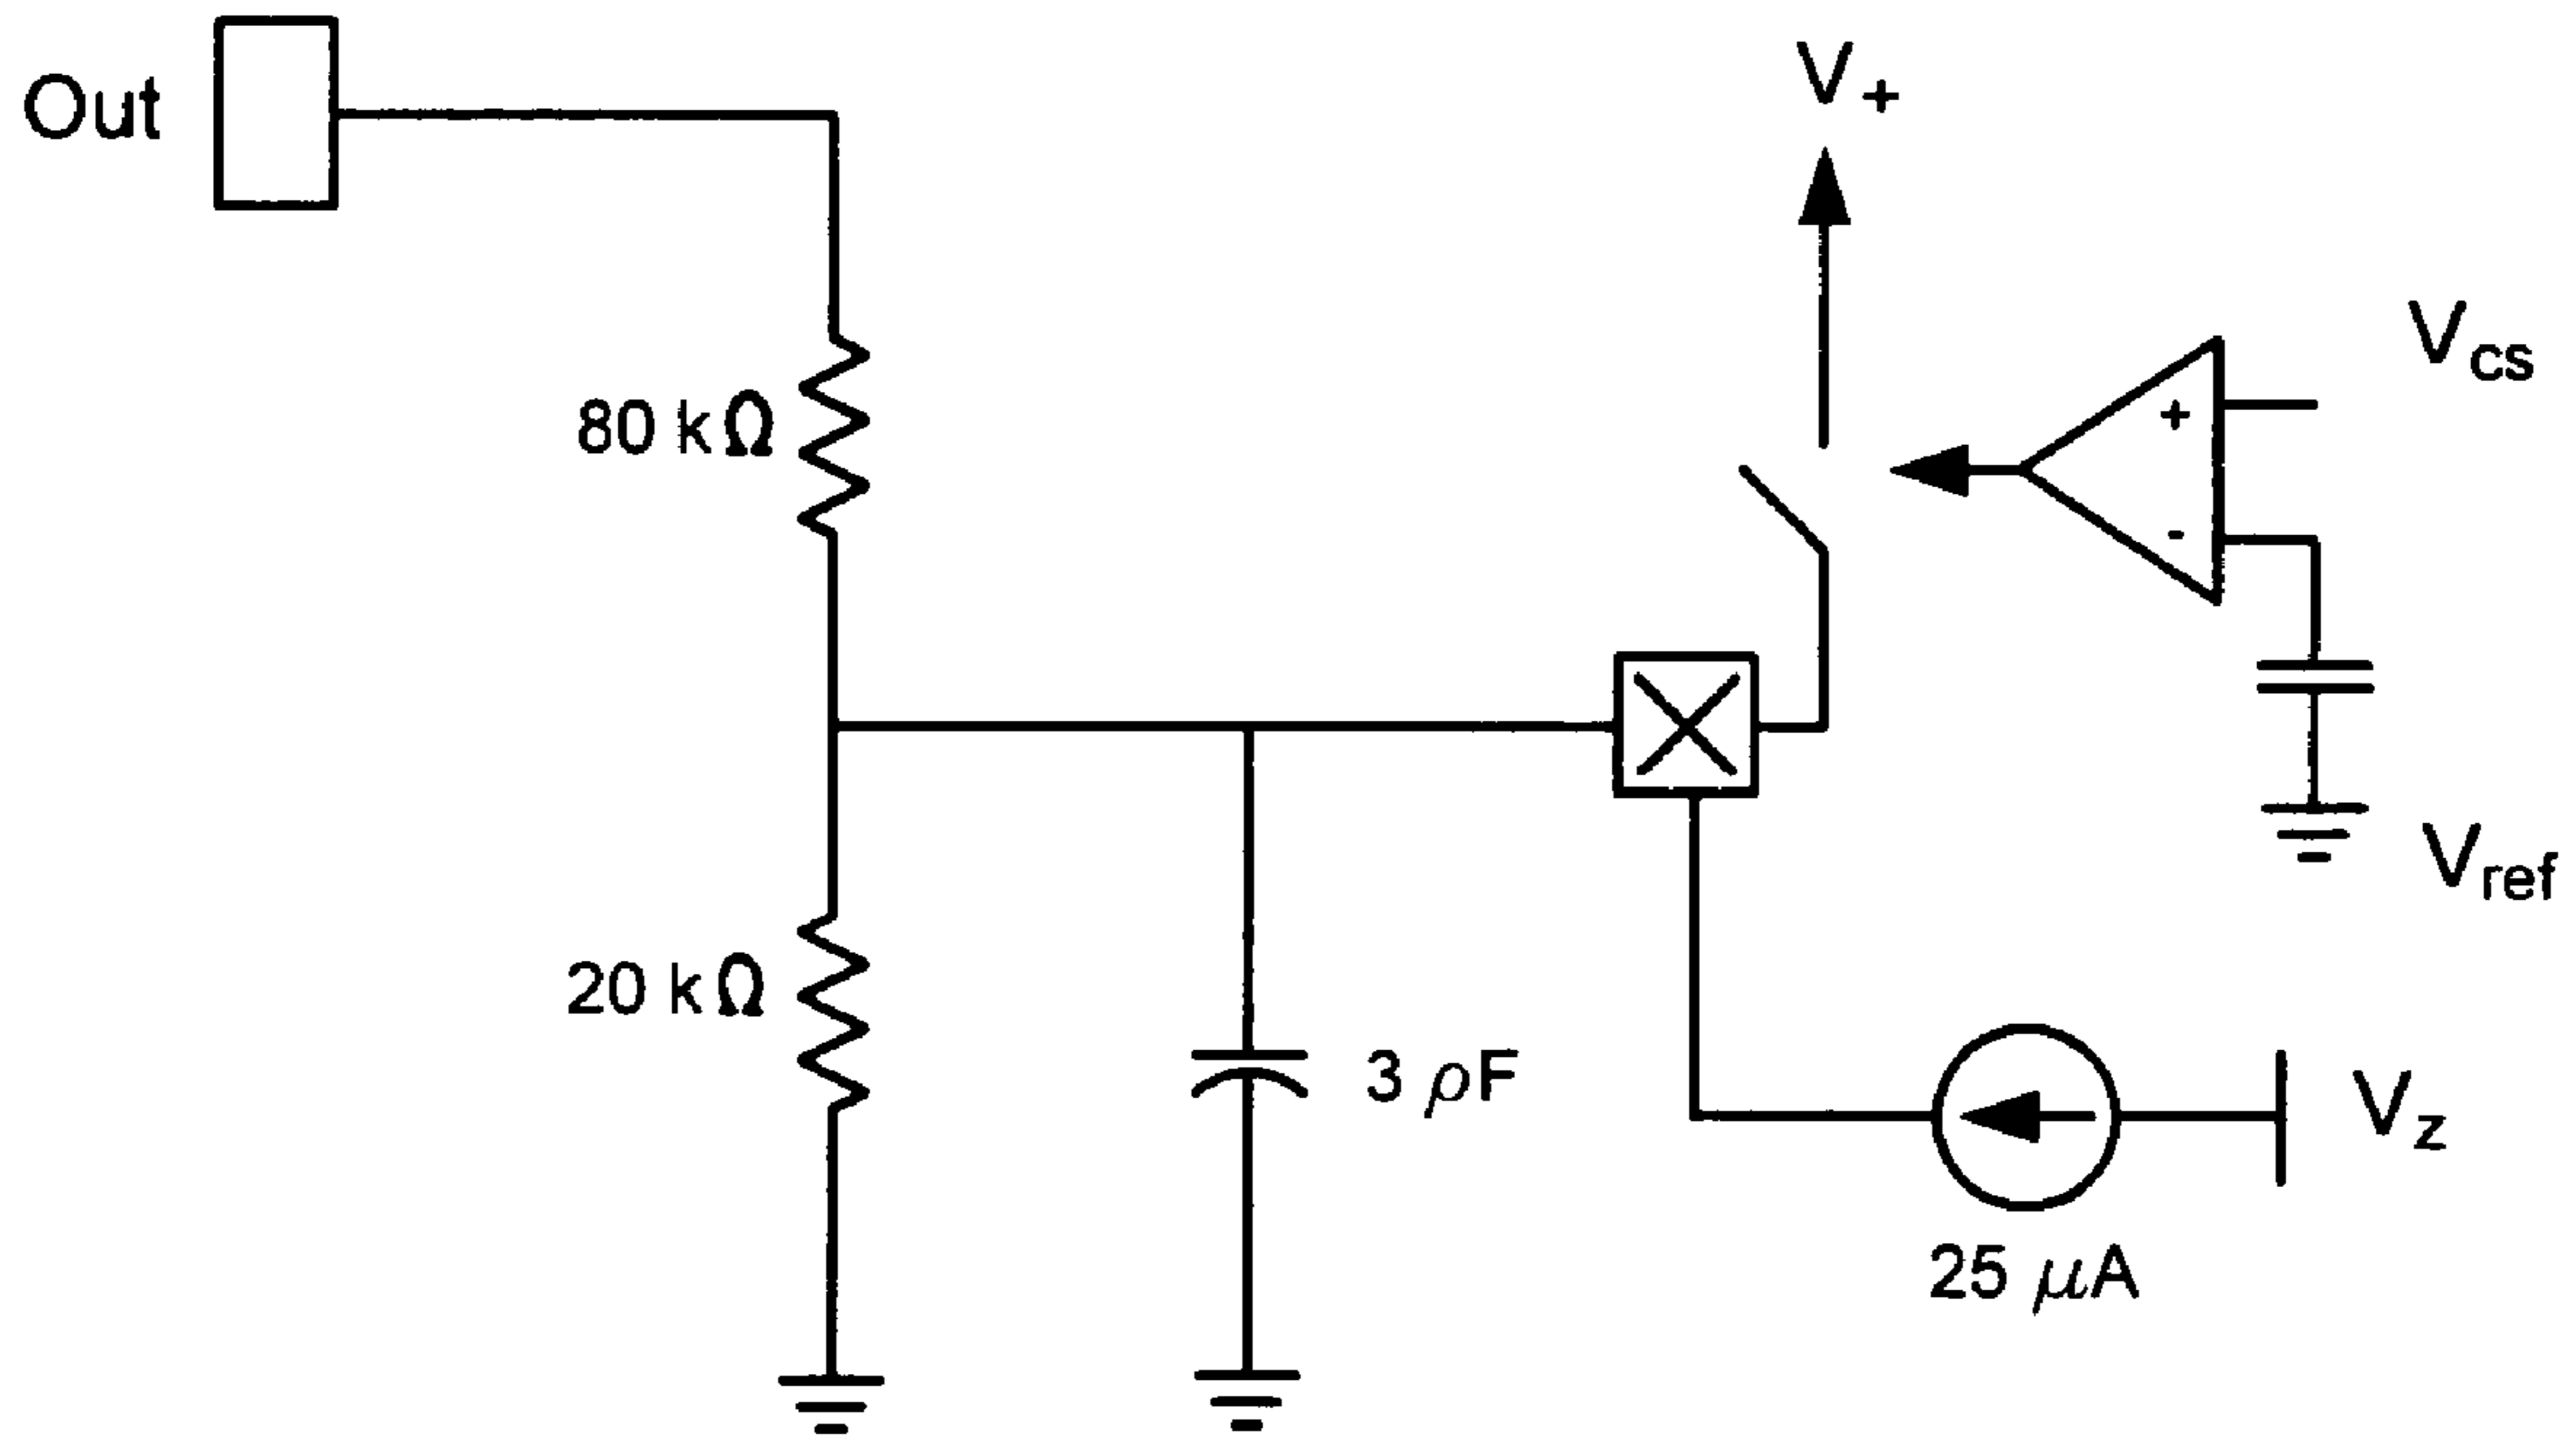 Out
V+
80 kΩ
+
-
Vcs
Vref
20 kΩ
3 ρF
25 μA
Vz